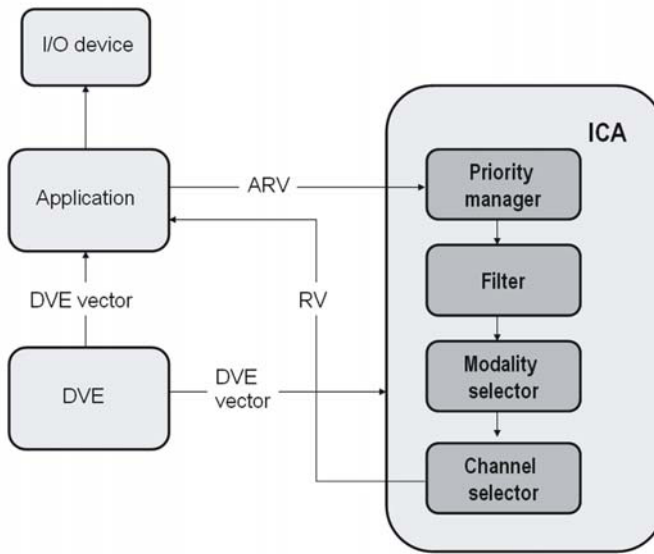 I/O device
ICA
Application
ARV
Priority
manager
DVE vector
RV
Filter
DVE
DVE
vector
Modality
selector
Channel
selector